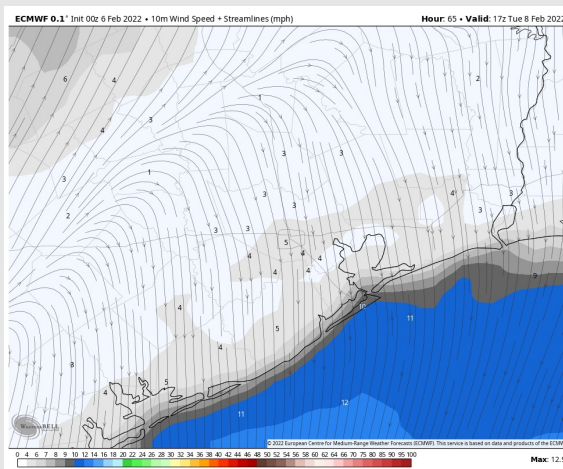 ECMWF 0.1° Init 00z 6 Feb 2022 • 10m Wind Speed + Streamlines (mph) Hour: 65 • Valid: 17z Tue 8 Feb 2022
6 4 2
1
4 3
3 3
3 4 3
1
3 3
2 3
3 3
5
4 4 4
4 4
9
4 10
5 11
4
3
4 5
11 12
WeatherBELL
© 2022 European Centre for Medium-Range Weather Forecasts (ECMWF). This service is based on data and products of the ECMW
0 4 6 7 8 9 10 12 14 16 18 20 22 24 26 28 30 32 34 36 38 40 42 44 46 48 50 52 54 56 58 60 62 64 66 70 75 80 85 90 95 100
Max: 12.9